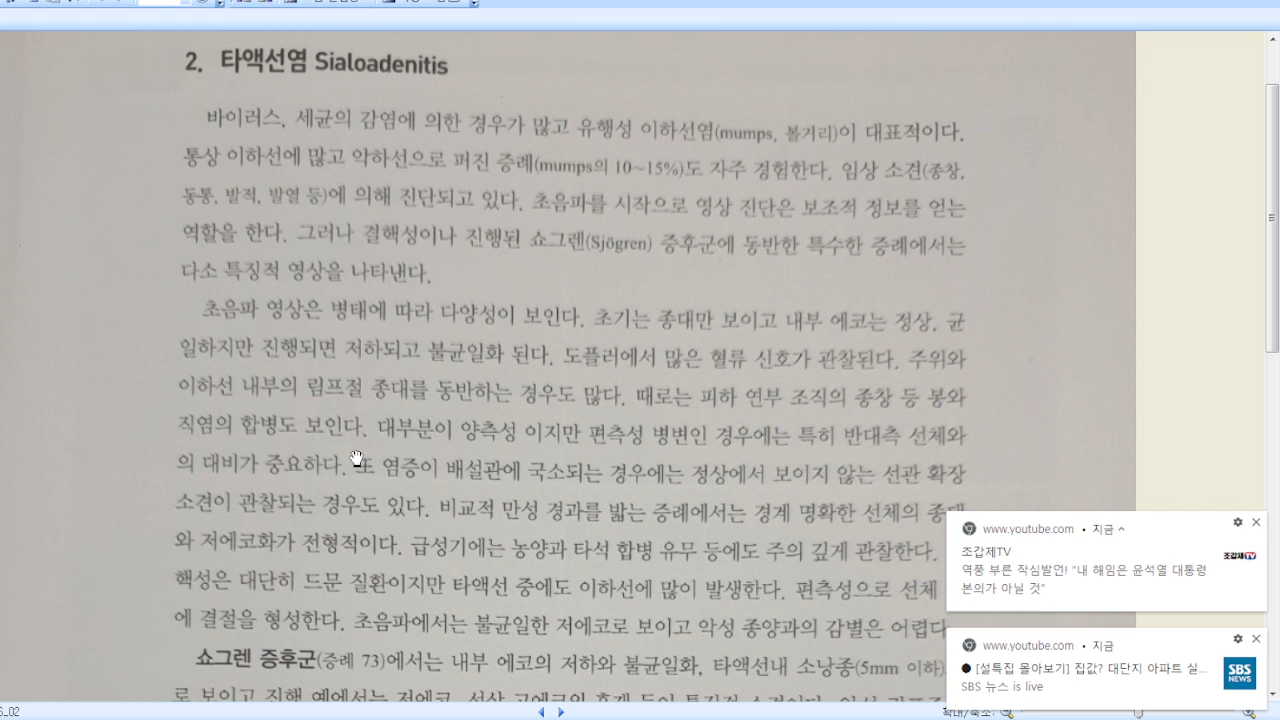 2. 타액선염 Sialoadenitis
바이러스, 세균의 감염에 의한 경우가 많고 유행성 이하선염(mumps, 볼거리)이 대표적이다.
통상 이하선에 많고 악하선으로 퍼진 증례(mumps의 10~15%)도 자주 경험한다. 임상 소견(종창,
동통, 발적, 발열 등)에 의해 진단되고 있다. 초음파를 시작으로 영상 진단은 보조적 정보를 얻는
역할을 한다. 그러나 결핵성이나 진행된 쇼그렌(Sjögren) 증후군에 동반한 특수한 증례에서는
다소 특징적 영상을 나타낸다.
초음파 영상은 병태에 따라 다양성이 보인다. 초기는 종대만 보이고 내부 에코는 정상, 균
일하지만 진행되면 저하되고 불균일화 된다. 도플러에서 많은 혈류 신호가 관찰된다. 주위와
이하선 내부의 림프절 종대를 동반하는 경우도 많다. 때로는 피하 연부 조직의 종창 등 봉와
직염의 합병도 보인다. 대부분이 양측성 이지만 편측성 병변인 경우에는 특히 반대측 선체와
의 대비가 중요하다. 또 염증이 배설관에 국소되는 경우에는 정상에서 보이지 않는 선관 확장
소견이 관찰되는 경우도 있다. 비교적 만성 경과를 밟는 증례에서는 경계 명확한 선체의 종대
와 저에코화가 전형적이다. 급성기에는 농양과 타석 합병 유무 등에도 주의 깊게 관찰한다.
핵성은 대단히 드문 질환이지만 타액선 중에도 이하선에 많이 발생한다. 편측성으로 선체
에 결절을 형성한다. 초음파에서는 불균일한 저에코로 보이고 악성 종양과의 감별은 어렵다
쇼그렌 증후군(증례 73)에서는 내부 에코의 저하와 불균일화, 타액선내 소낭종(5mm 이하)
www.youtube.com • 지금
조갑제TV
역풍 부른 작심발언! "내 해임은 윤석열 대통령
본의가 아닐 것"
조갑제TV
www.youtube.com • 지금
● [설특집 몰아보기] 집값? 대단지 아파트 실...
SBS 뉴스 is live
SBS
NEWS
6_02
확대/축소: